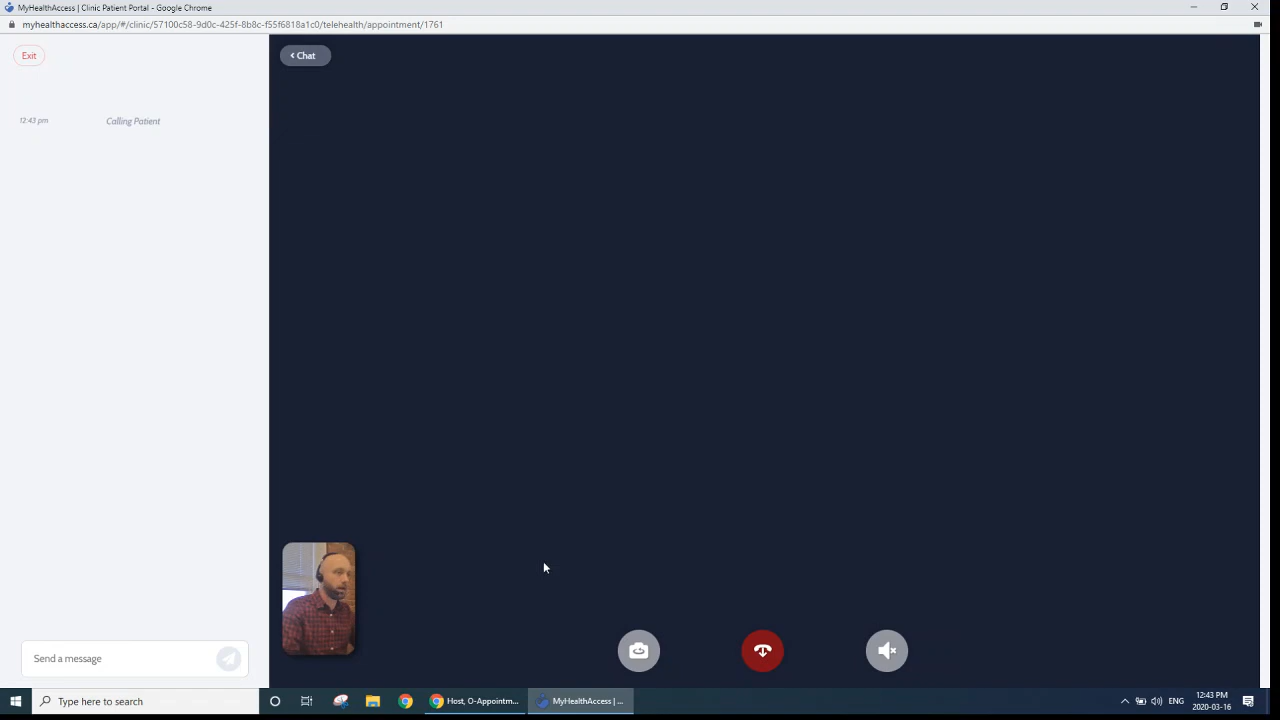 MyHealthAccess | Clinic Patient Portal - Google Chrome
myhealthaccess.ca/app/#/clinic/57100c58-9d0c-425f-8b8c-f55f6818a1c0/telehealth/appointment/1761
Exit
Chat
12:43 pm Calling Patient
Send a message
Type here to search
Host, O-Appointm...
MyHealthAccess | ...
ENG
12:43 PM
2020-03-16